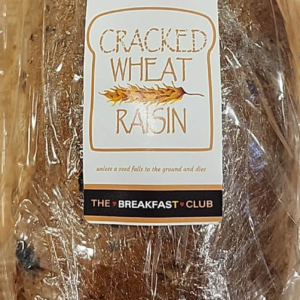 CRACKED
WHEAT
RAISIN
unless a seed falls to the ground and dies
THE ♥ BREAKFAST ♥ CLUB